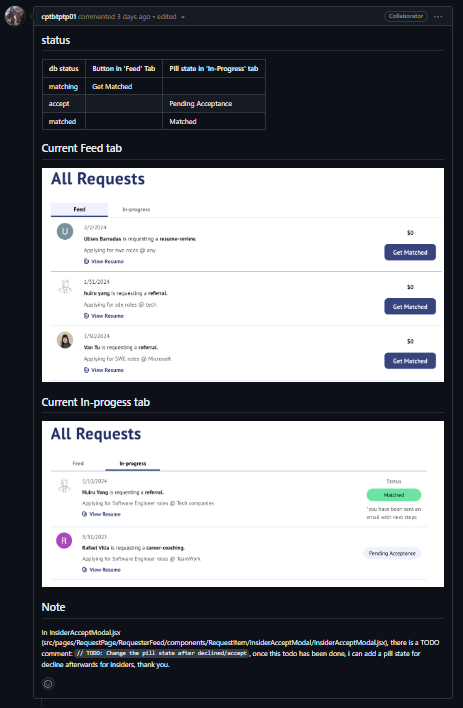 cptbtptp01 commented 3 days ago • edited
Collaborator
status
db status Button in 'Feed' Tab Pill state in 'In-Progress' tab
matching Get Matched
accept Pending Acceptance
matched Matched
Current Feed tab
All Requests
Feed In-progress
2/2/2024
U Ulises Barradas is requesting a resume-review. $0
Applying for swe roles @ any Get Matched
View Resume
1/31/2024
huiru yang is requesting a referral. $0
Applying for sde roles @ tech Get Matched
View Resume
1/30/2024
Van Tu is requesting a referral. $0
Applying for SWE roles @ Microsoft Get Matched
View Resume
Current In-progess tab
All Requests
Feed In-progress
1/10/2024 Status
Huiru Yang is requesting a referral. Matched
Applying for Software Engineer roles @ Tech companies
View Resume
*you have been sent an
email with next steps
R Rafael Villa is requesting a career-coaching. Pending Acceptance
Applying for Software Engineer roles @ TeamWyrk
View Resume
Note
In InsiderAcceptModal.jsx
(src/pages/RequestPage/RequesterFeed/components/RequestItem/InsiderAcceptModal/InsiderAcceptModal.jsx), there is a TODO
comment: // TODO: Change the pill state after declined/accept , once this todo has been done, i can add a pill state for
decline afterwards for insiders, thank you.